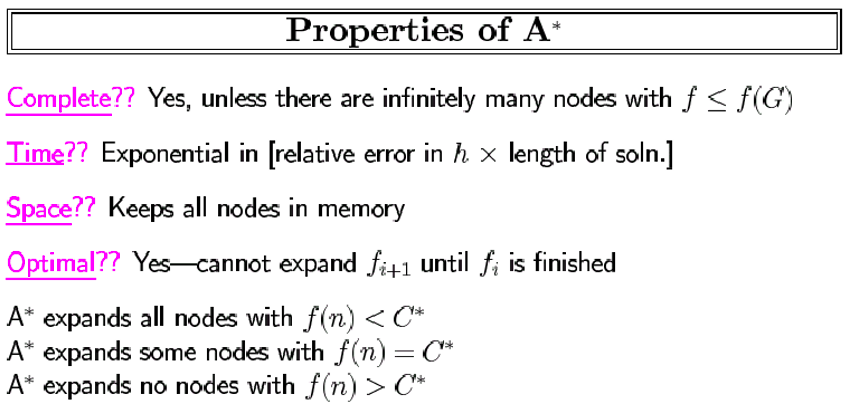 Properties of A*
Complete?? Yes, unless there are infinitely many nodes with f ≤ f(G)
Time?? Exponential in [relative error in h × length of soln.]
Space?? Keeps all nodes in memory
Optimal?? Yes—cannot expand f_{i+1} until f_i is finished
A* expands all nodes with f(n) < C*
A* expands some nodes with f(n) = C*
A* expands no nodes with f(n) > C*